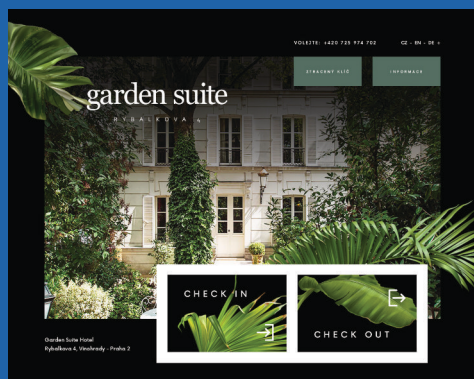 VOLEJTE: +420 725 974 702
CZ - EN - DE +
ZTRACENÝ KLÍČ
INFORMACE
garden suite
RYBALKOVA 4
CHECK IN
CHECK OUT
Garden Suite Hotel
Rybalkova 4, Vinohrady - Praha 2